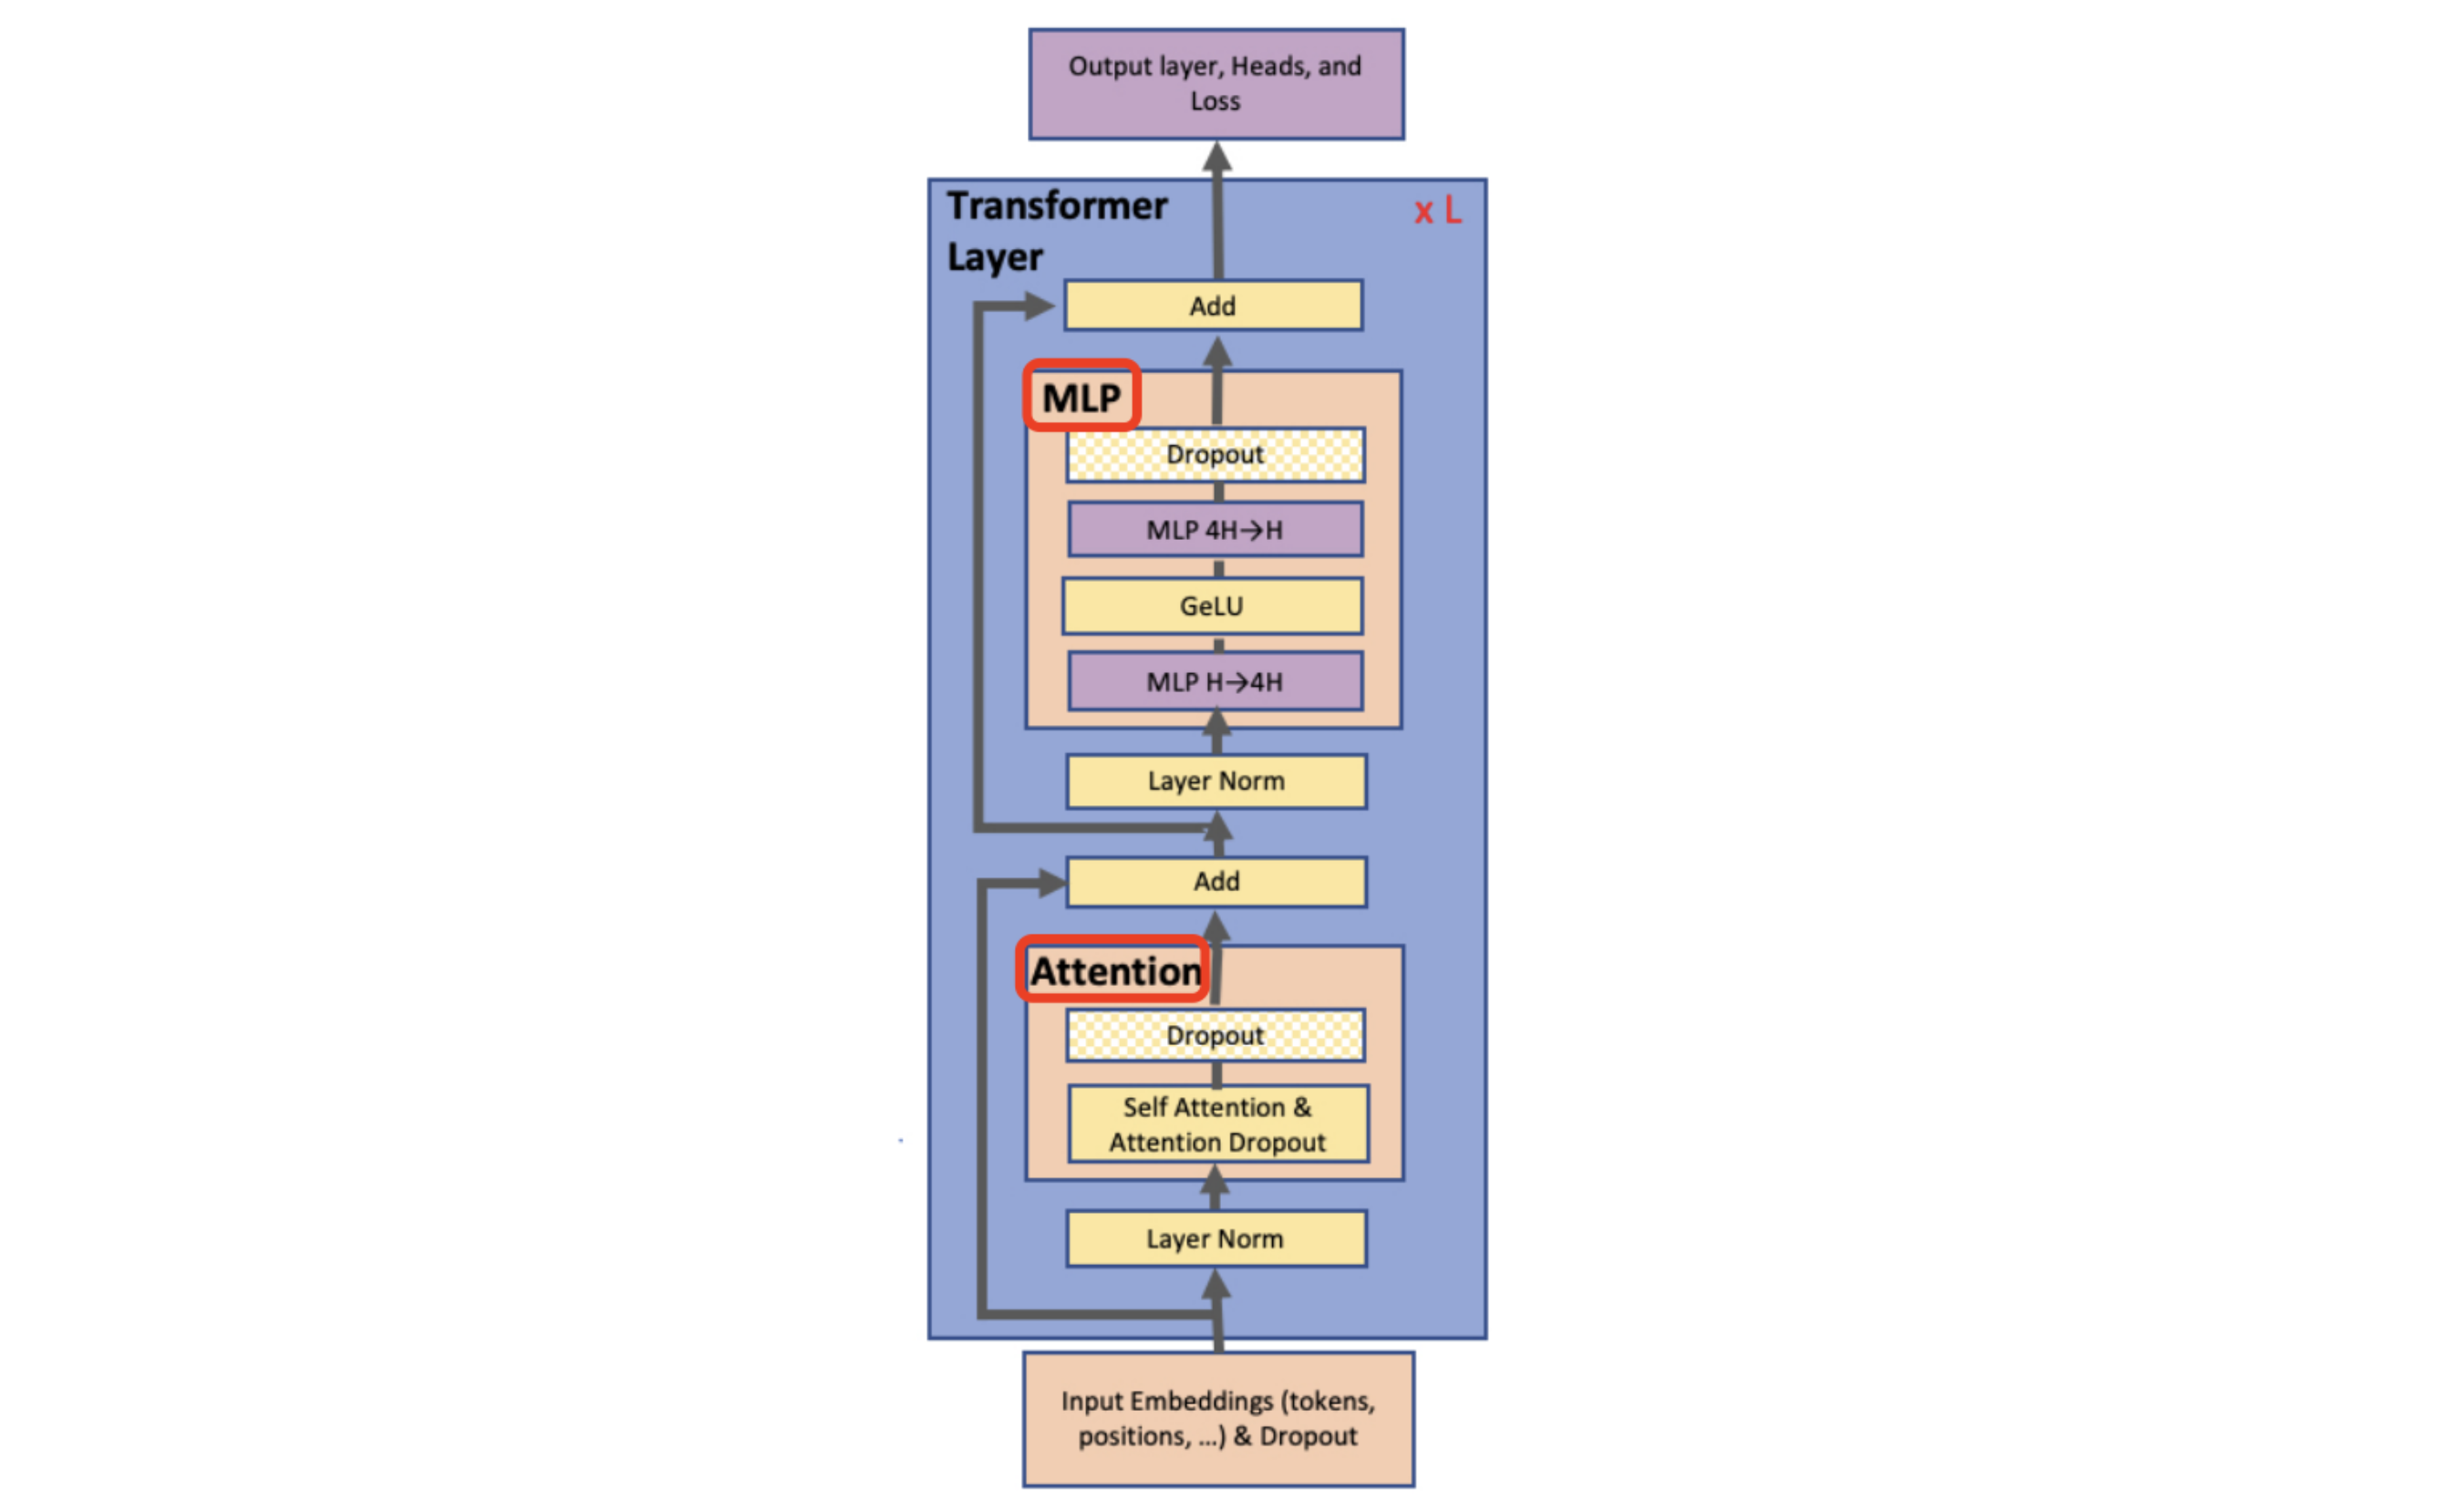 Output layer, Heads, and
Loss
Transformer
Layer
x L
Add
MLP
Dropout
MLP 4H→H
GeLU
MLP H→4H
Layer Norm
Add
Attention
Dropout
Self Attention &
Attention Dropout
Layer Norm
Input Embeddings (tokens,
positions, ...) & Dropout